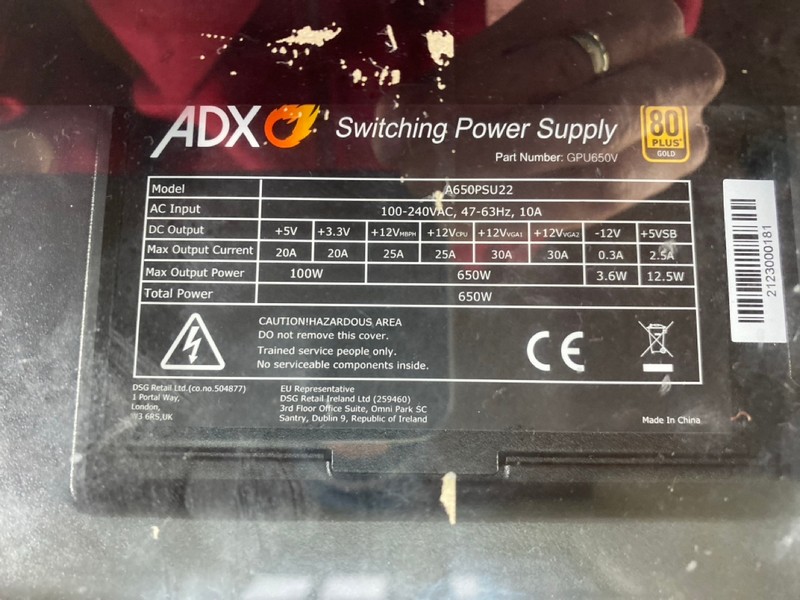 ADX Switching Power Supply
80 PLUS GOLD
Part Number: GPU650V
Model A650PSU22
AC Input 100-240VAC, 47-63Hz, 10A
DC Output +5V +3.3V +12VMBPH +12VCPU +12VVGA1 +12VVGA2 -12V +5VSB
Max Output Current 20A 20A 25A 25A 30A 30A 0.3A 2.5A
Max Output Power 100W 650W 3.6W 12.5W
Total Power 650W
CAUTION!HAZARDOUS AREA
DO not remove this cover.
Trained service people only.
No serviceable components inside.
CE
DSG Retail Ltd.(co.no.504877)
1 Portal Way,
London,
W3 6RS,UK
EU Representative
DSG Retail Ireland Ltd (259460)
3rd Floor Office Suite, Omni Park SC
Santry, Dublin 9, Republic of Ireland
Made In China
2123000181